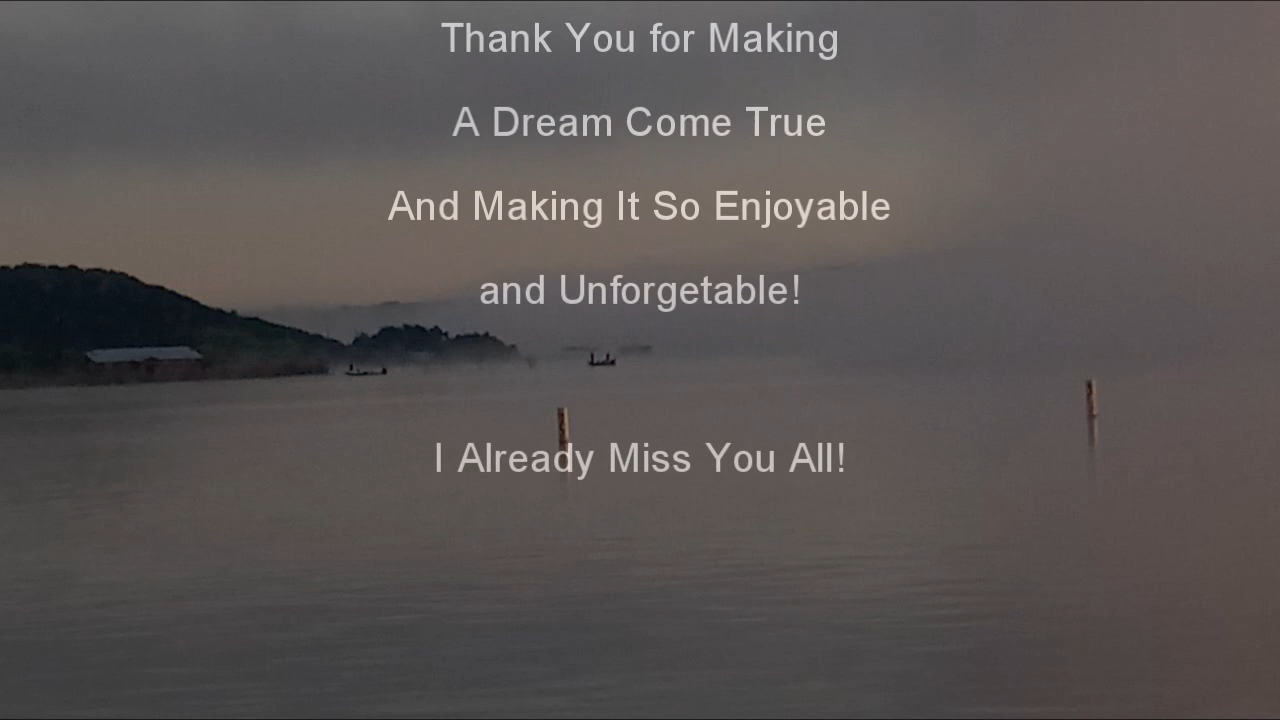 Thank You for Making
A Dream Come True
And Making It So Enjoyable
and Unforgetable!
I Already Miss You All!